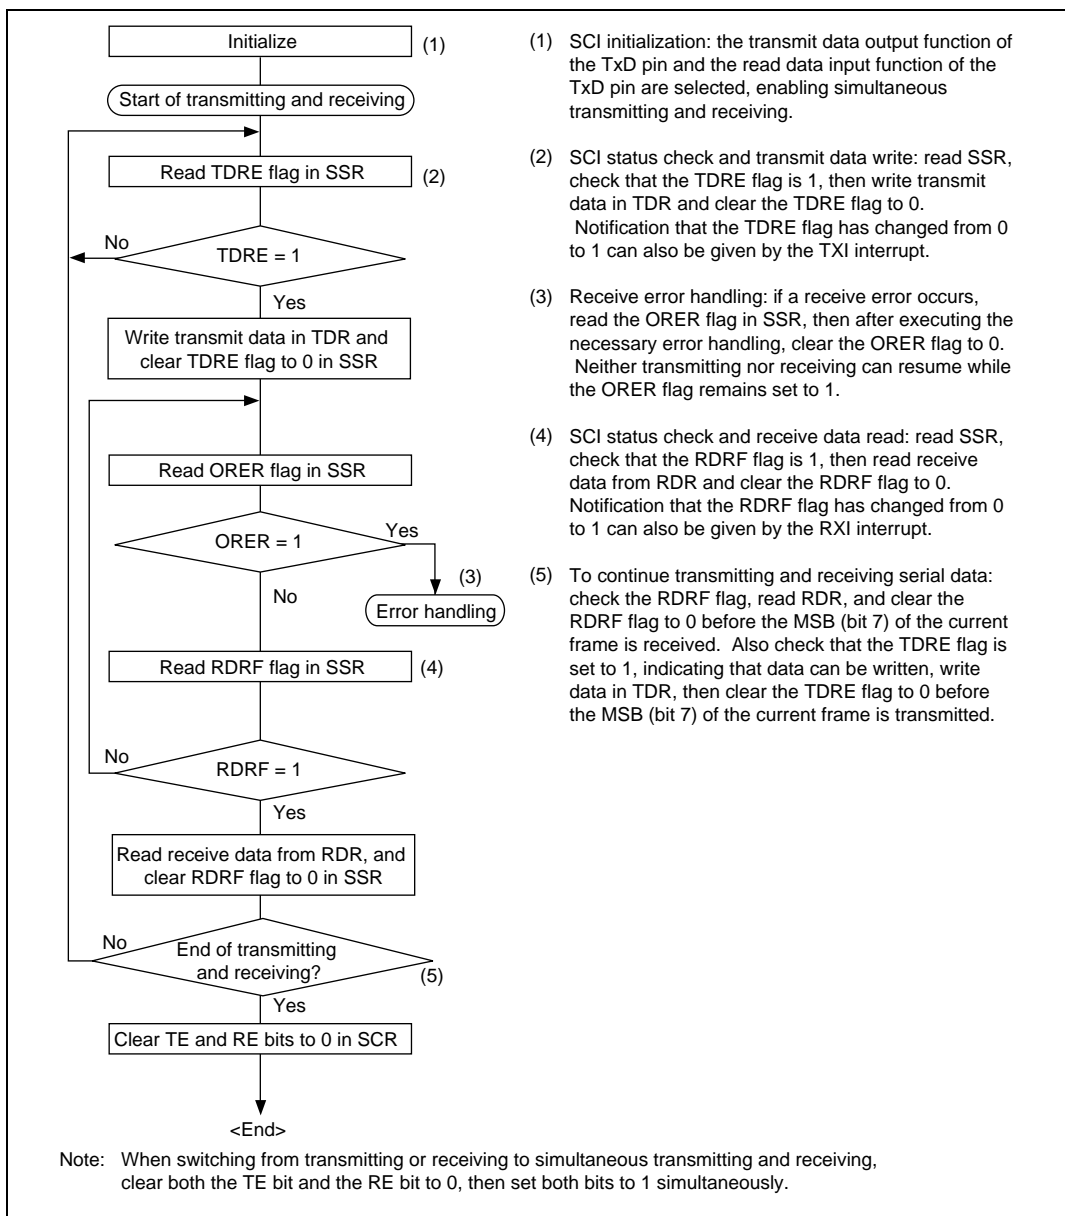 Initialize
(1)
Start of transmitting and receiving
Read TDRE flag in SSR
(2)
No
TDRE = 1
Yes
Write transmit data in TDR and
clear TDRE flag to 0 in SSR
Read ORER flag in SSR
ORER = 1
Yes
(3)
No
Error handling
Read RDRF flag in SSR
(4)
No
RDRF = 1
Yes
Read receive data from RDR, and
clear RDRF flag to 0 in SSR
No
End of transmitting
and receiving?
(5)
Yes
Clear TE and RE bits to 0 in SCR
<End>
(1) SCI initialization: the transmit data output function of
the TxD pin and the read data input function of the
TxD pin are selected, enabling simultaneous
transmitting and receiving.
(2) SCI status check and transmit data write: read SSR,
check that the TDRE flag is 1, then write transmit
data in TDR and clear the TDRE flag to 0.
Notification that the TDRE flag has changed from 0
to 1 can also be given by the TXI interrupt.
(3) Receive error handling: if a receive error occurs,
read the ORER flag in SSR, then after executing the
necessary error handling, clear the ORER flag to 0.
Neither transmitting nor receiving can resume while
the ORER flag remains set to 1.
(4) SCI status check and receive data read: read SSR,
check that the RDRF flag is 1, then read receive
data from RDR and clear the RDRF flag to 0.
Notification that the RDRF flag has changed from 0
to 1 can also be given by the RXI interrupt.
(5) To continue transmitting and receiving serial data:
check the RDRF flag, read RDR, and clear the
RDRF flag to 0 before the MSB (bit 7) of the current
frame is received. Also check that the TDRE flag is
set to 1, indicating that data can be written, write
data in TDR, then clear the TDRE flag to 0 before
the MSB (bit 7) of the current frame is transmitted.
Note: When switching from transmitting or receiving to simultaneous transmitting and receiving,
clear both the TE bit and the RE bit to 0, then set both bits to 1 simultaneously.